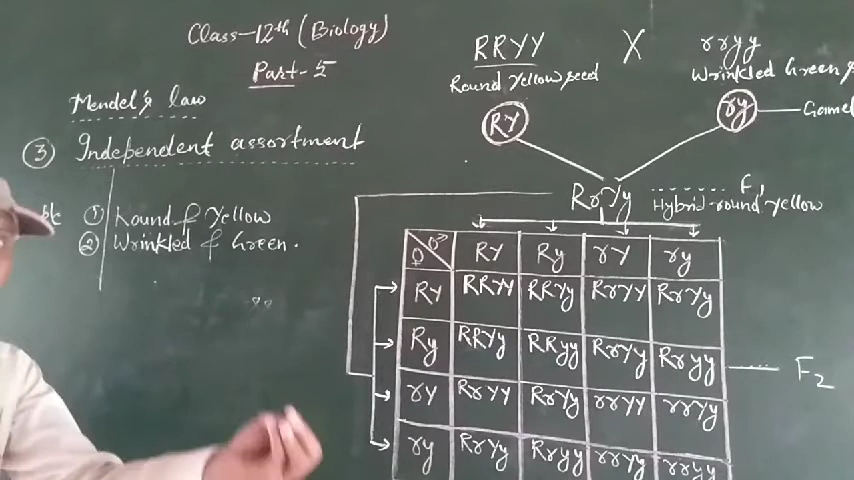 Class-12th (Biology)
Part-5
Mendel's law
③ Independent assortment
① Round & Yellow
② Wrinkled & Green.
RRYY X rryy
Round Yellow seed Wrinkled Green
RY ry Gamet
RrYy F1
Hybrid-round yellow
♀ ♂ RY Ry rY ry
RY RRYY RRYy RrYY RrYy
Ry RRYy RRyy RrYy Rryy
F2
rY RrYY RrYy rrYY rrYy
ry RrYy Rryy rrYy rryy